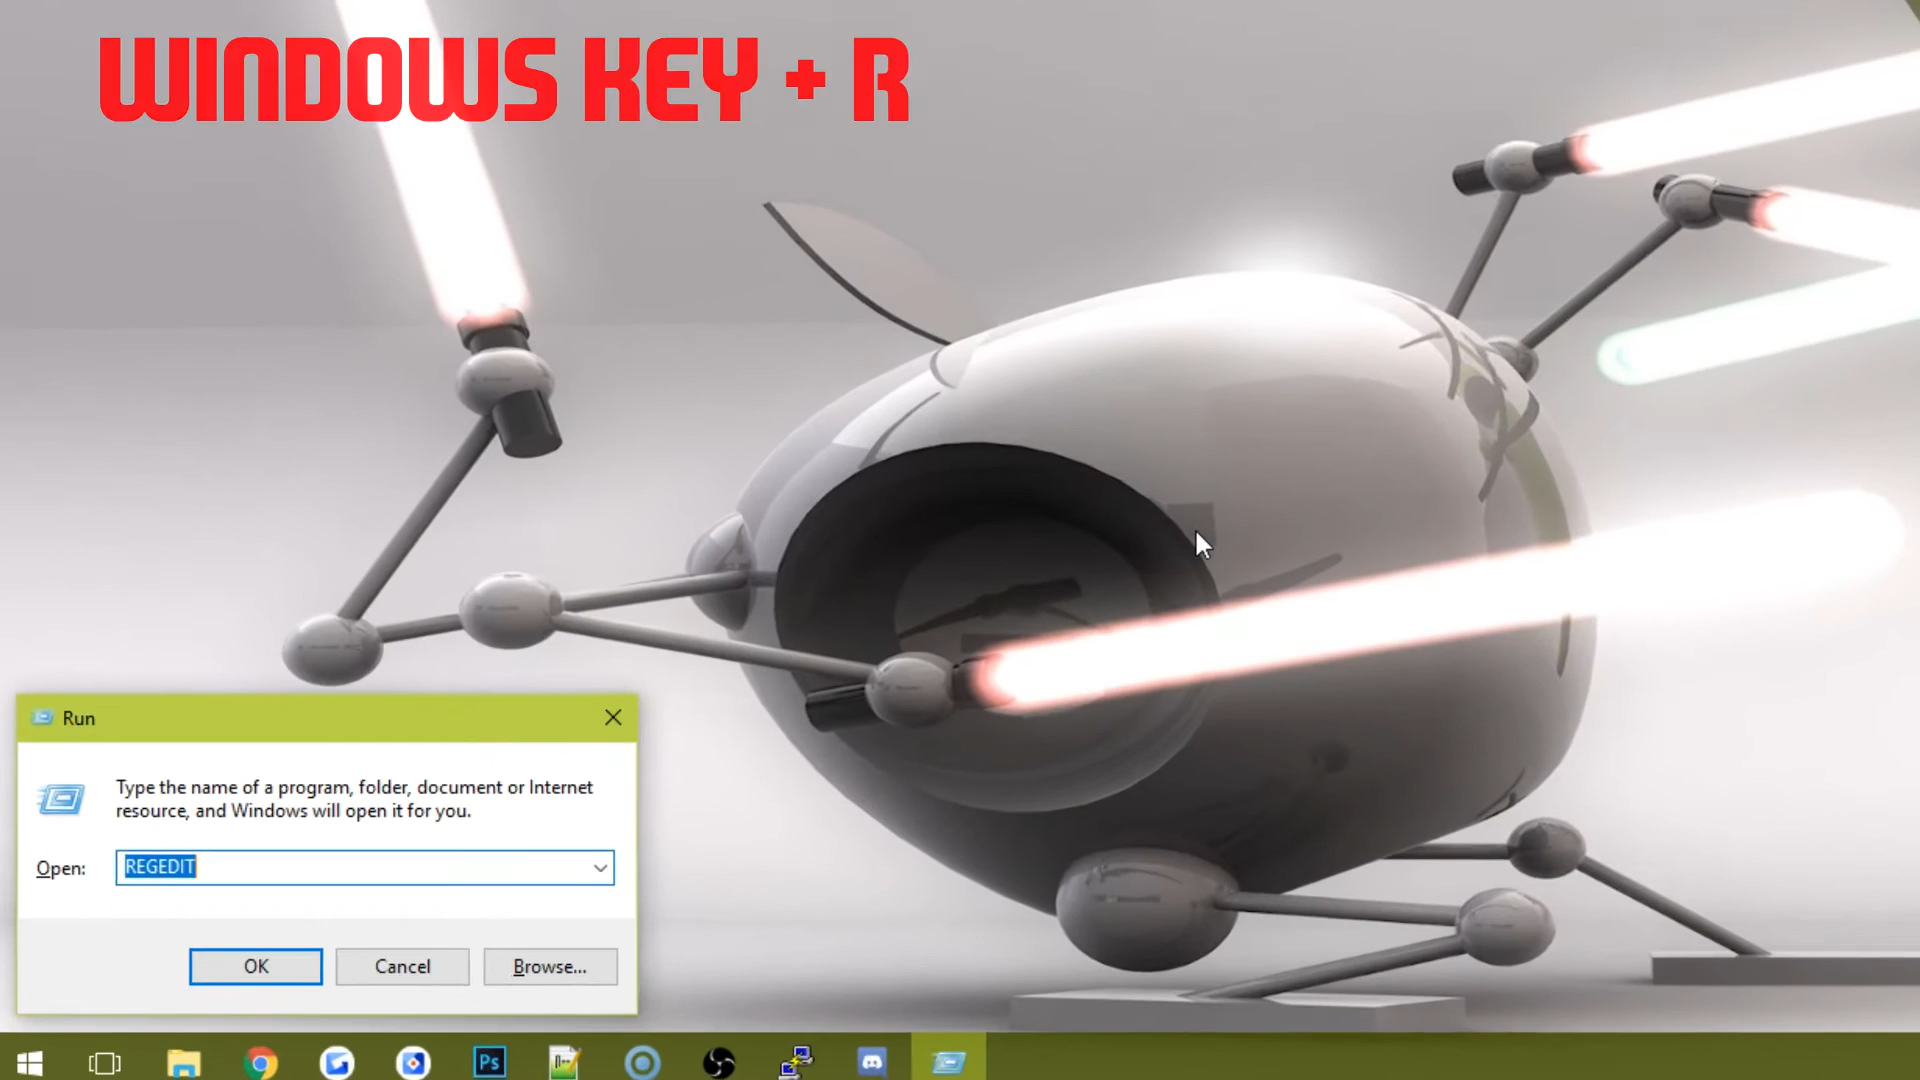 WINDOWS KEY + R
Run
Type the name of a program, folder, document or Internet
resource, and Windows will open it for you.
Open: REGEDIT
OK Cancel Browse...
Ps